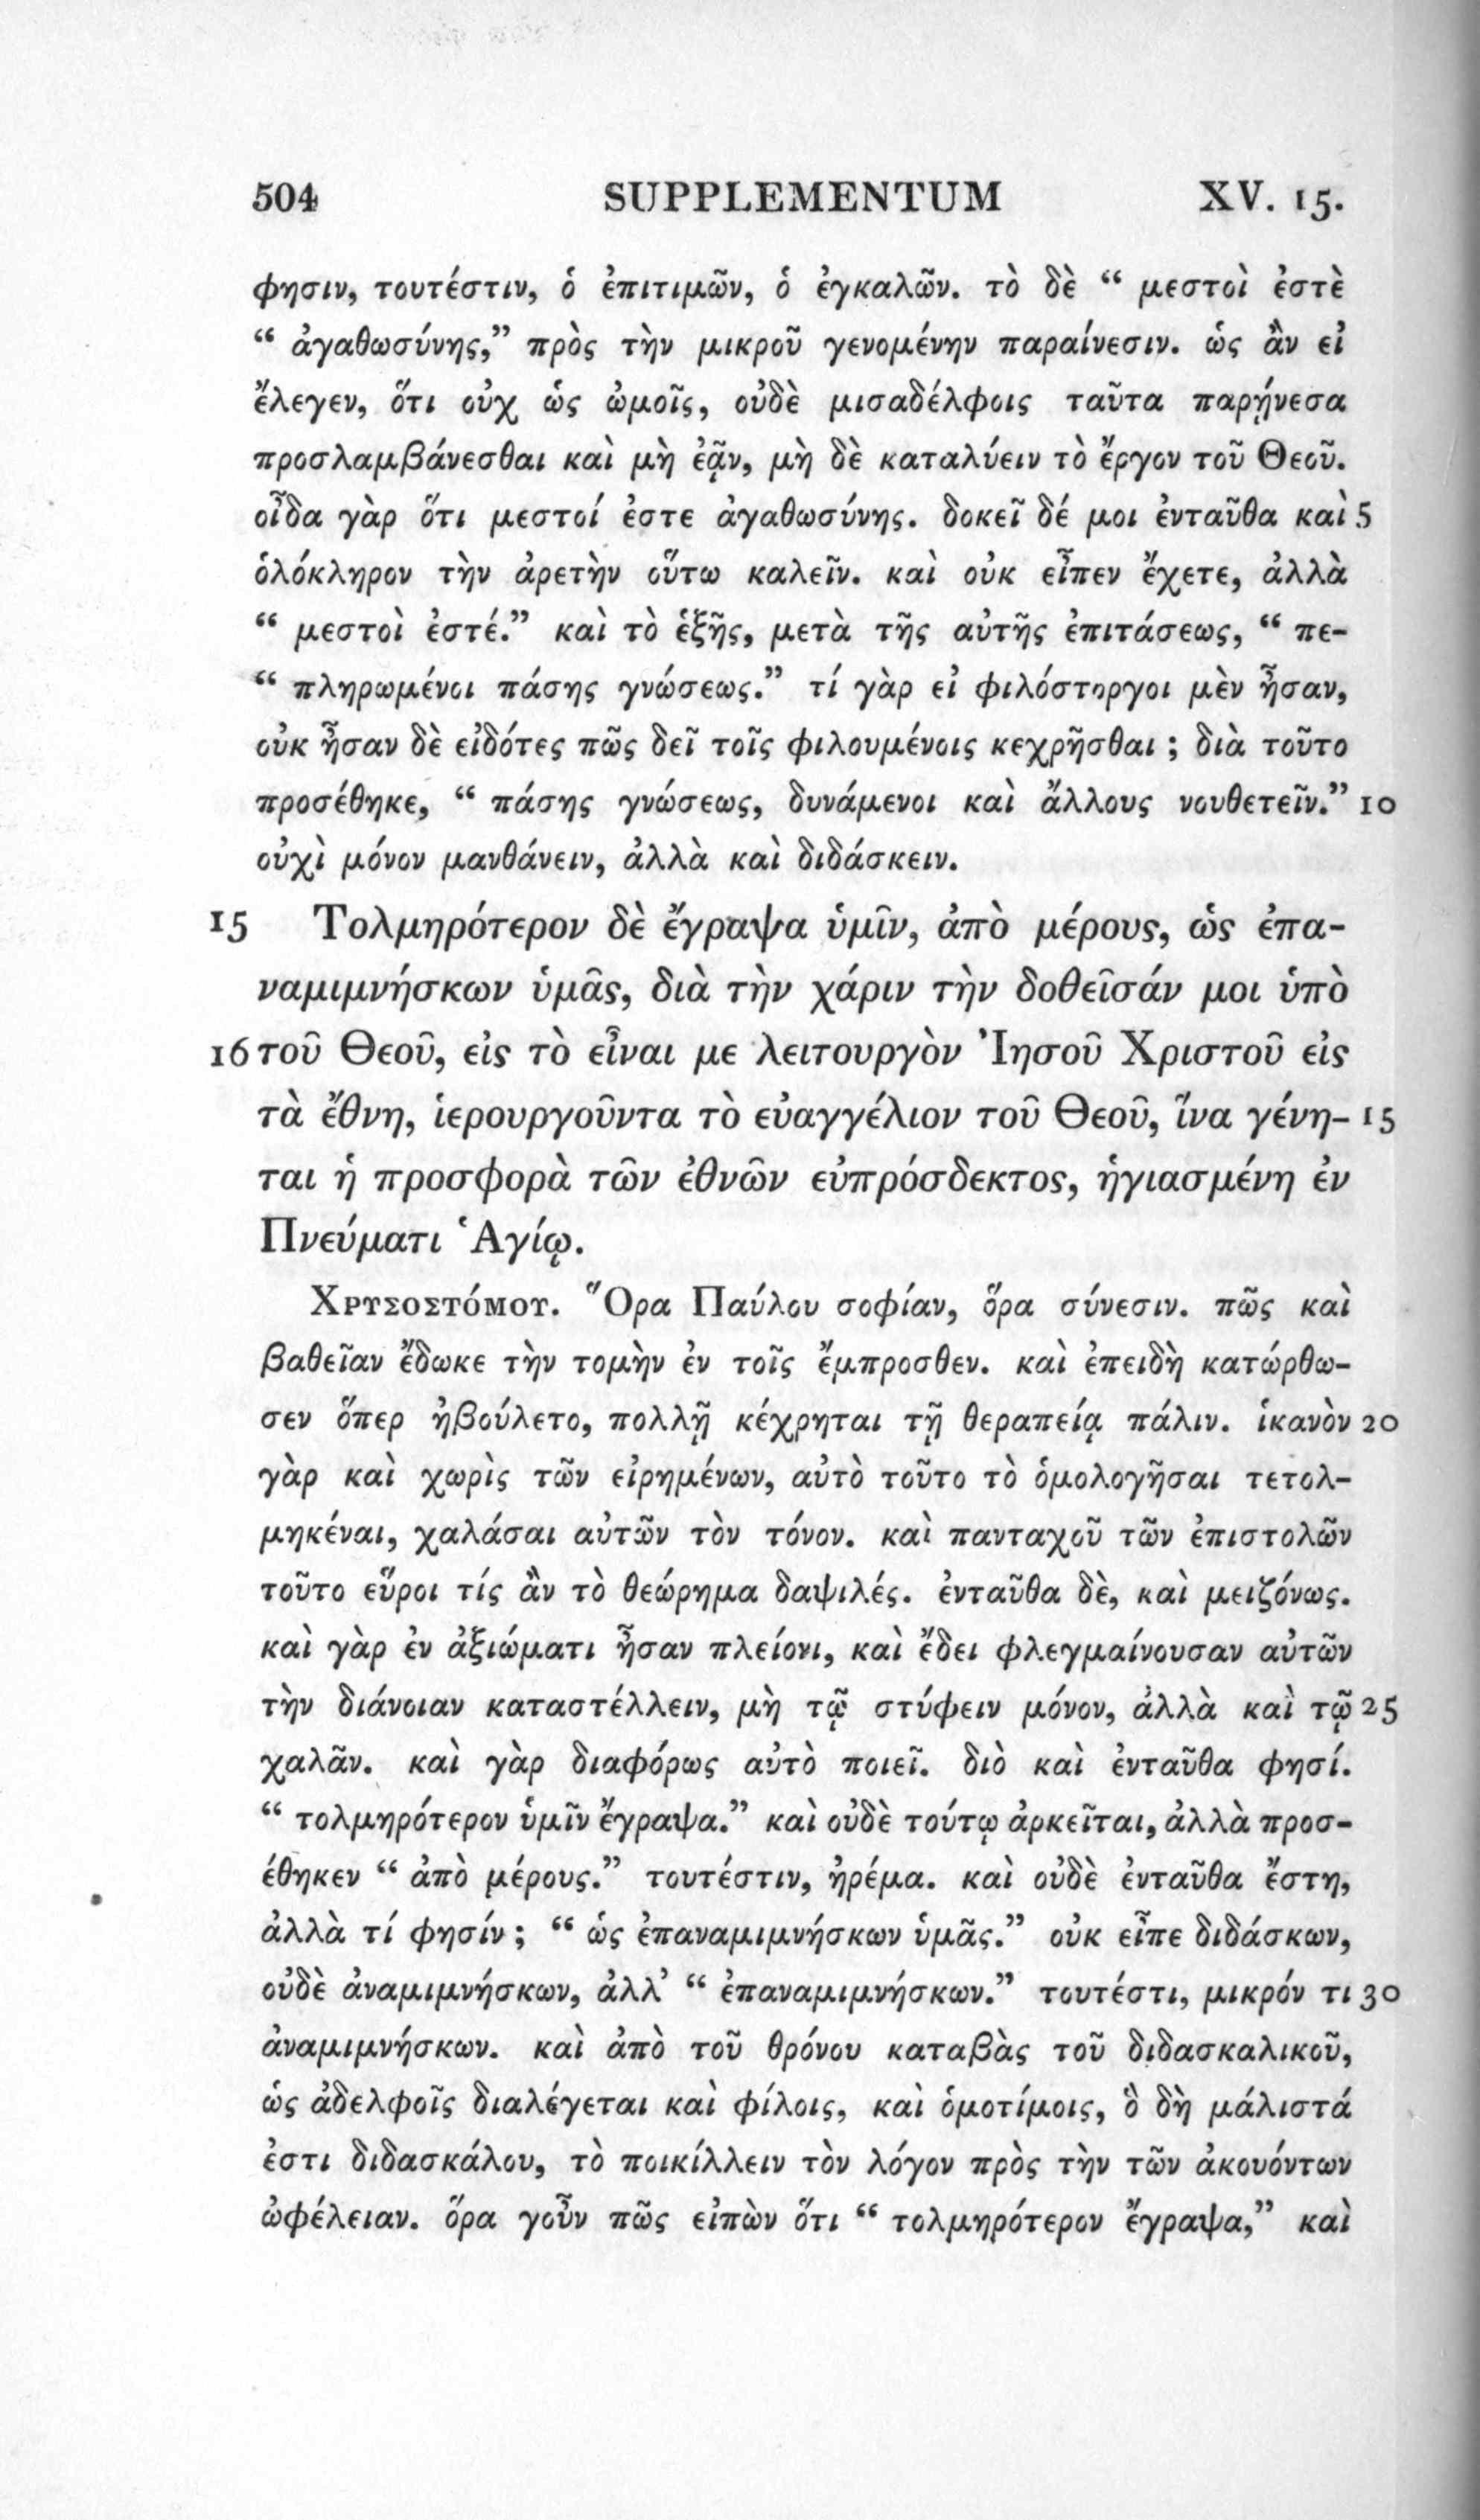 504 SUPPLEMENTUM XV. 15.
φησιν, τουτέστιν, ὁ ἐπιτιμῶν, ὁ ἐγκαλῶν. τὸ δὲ “ μεστοὶ ἐστὲ
“ ἀγαθωσύνης,” πρὸς τὴν μικροῦ γενομένην παραίνεσιν. ὡς ἂν εἰ
ἔλεγεν, ὅτι οὐχ ὡς ὠμοῖς, οὐδὲ μισαδέλφοις ταῦτα παρῄνεσα
προσλαμβάνεσθαι καὶ μὴ ἐᾷν, μὴ δὲ καταλύειν τὸ ἔργον τοῦ Θεοῦ.
οἶδα γὰρ ὅτι μεστοί ἐστε ἀγαθωσύνης. δοκεῖ δέ μοι ἐνταῦθα καὶ 5
ὁλόκληρον τὴν ἀρετὴν οὕτω καλεῖν. καὶ οὐκ εἶπεν ἔχετε, ἀλλὰ
“ μεστοὶ ἐστέ.” καὶ τὸ ἑξῆς, μετὰ τῆς αὐτῆς ἐπιτάσεως, “ πε-
“ πληρωμένοι πάσης γνώσεως.” τί γὰρ εἰ φιλόστηργοι μὲν ἦσαν,
οὐκ ἦσαν δὲ εἰδότες πῶς δεῖ τοῖς φιλουμένοις κεχρῆσθαι ; διὰ τοῦτο
προσέθηκε, “ πάσης γνώσεως, δυνάμενοι καὶ ἄλλους νουθετεῖν.” 10
οὐχὶ μόνον μανθάνειν, ἀλλὰ καὶ διδάσκειν.
15 Τολμηρότερον δὲ ἔγραψα ὑμῖν, ἀπὸ μέρους, ὡς ἐπα-
ναμιμνήσκων ὑμᾶς, διὰ τὴν χάριν τὴν δοθεῖσάν μοι ὑπὸ
16 τοῦ Θεοῦ, εἰς τὸ εἶναι με λειτουργὸν Ἰησοῦ Χριστοῦ εἰς
τὰ ἔθνη, ἱερουργοῦντα τὸ εὐαγγέλιον τοῦ Θεοῦ, ἵνα γένη- 15
ται ἡ προσφορὰ τῶν ἐθνῶν εὐπρόσδεκτος, ἡγιασμένη ἐν
Πνεύματι Ἁγίῳ.
Χρυσοστόμου. Ὅρα Παύλου σοφίαν, ὅρα σύνεσιν. πῶς καὶ
βαθεῖαν ἔδωκε τὴν τομὴν ἐν τοῖς ἔμπροσθεν. καὶ ἐπειδὴ κατώρθω-
σεν ὅπερ ἠβούλετο, πολλῇ κέχρηται τῇ θεραπείᾳ πάλιν. ἱκανὸν 20
γὰρ καὶ χωρὶς τῶν εἰρημένων, αὐτὸ τοῦτο τὸ ὁμολογῆσαι τετολ-
μηκέναι, χαλάσαι αὐτῶν τὸν τόνον. καὶ πανταχοῦ τῶν ἐπιστολῶν
τοῦτο εὕροι τίς ἂν τὸ θεώρημα δαψιλές. ἐνταῦθα δὲ, καὶ μειζόνως.
καὶ γὰρ ἐν ἀξιώματι ἦσαν πλείονι, καὶ ἔδει φλεγμαίνουσαν αὐτῶν
τὴν διάνοιαν καταστέλλειν, μὴ τῷ στύφειν μόνον, ἀλλὰ καὶ τῷ 25
χαλᾶν. καὶ γὰρ διαφόρως αὐτὸ ποιεῖ. διὸ καὶ ἐνταῦθα φησί.
“ τολμηρότερον ὑμῖν ἔγραψα.” καὶ οὐδὲ τούτῳ ἀρκεῖται, ἀλλὰ προσ-
έθηκεν “ ἀπὸ μέρους.” τουτέστιν, ἠρέμα. καὶ οὐδὲ ἐνταῦθα ἔστη,
ἀλλὰ τί φησίν ; “ ὡς ἐπαναμιμνήσκων ὑμᾶς.” οὐκ εἶπε διδάσκων,
οὐδὲ ἀναμιμνήσκων, ἀλλ’ “ ἐπαναμιμνήσκων.” τουτέστι, μικρόν τι 30
ἀναμιμνήσκων. καὶ ἀπὸ τοῦ θρόνου καταβὰς τοῦ διδασκαλικοῦ,
ὡς ἀδελφοῖς διαλέγεται καὶ φίλοις, καὶ ὁμοτίμοις, ὃ δὴ μάλιστά
ἐστι διδασκάλου, τὸ ποικίλλειν τὸν λόγον πρὸς τὴν τῶν ἀκουόντων
ὠφέλειαν. ὅρα γοῦν πῶς εἰπὼν ὅτι “ τολμηρότερον ἔγραψα,” καὶ